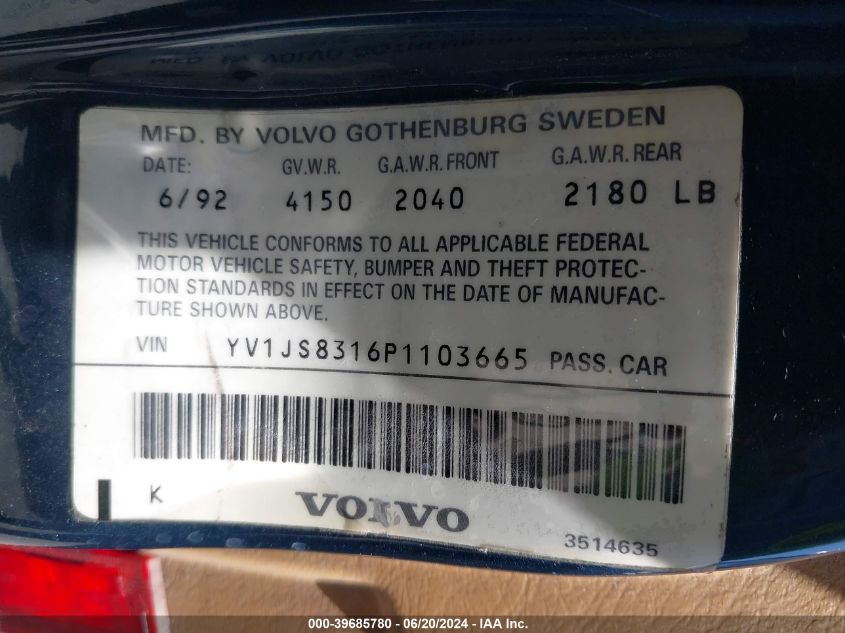 MFD. BY VOLVO GOTHENBURG SWEDEN
DATE: GV.W.R. G.A.W.R. FRONT G.A.W.R. REAR
6/92 4150 2040 2180 LB
THIS VEHICLE CONFORMS TO ALL APPLICABLE FEDERAL
MOTOR VEHICLE SAFETY, BUMPER AND THEFT PROTEC-
TION STANDARDS IN EFFECT ON THE DATE OF MANUFAC-
TURE SHOWN ABOVE.
VIN YV1JS8316P1103665 PASS. CAR
K VOLVO 3514635
000-39685780 - 06/20/2024 - IAA Inc.